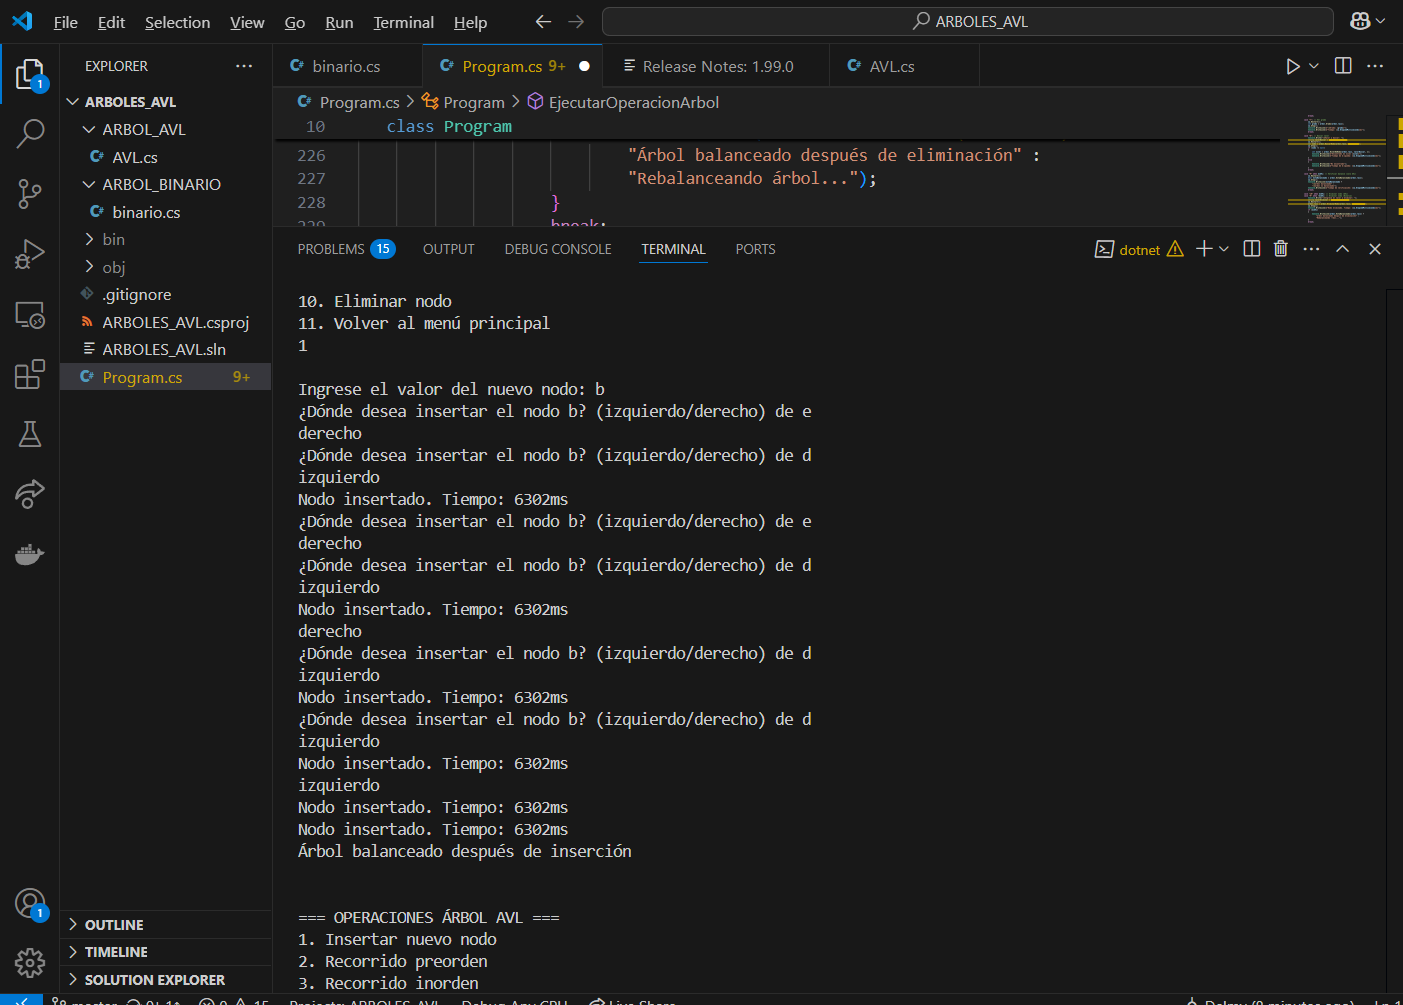 File Edit Selection View Go Run Terminal Help ARBOLES_AVL
EXPLORER
ARBOLES_AVL
ARBOL_AVL
AVL.cs
ARBOL_BINARIO
binario.cs
bin
obj
.gitignore
ARBOLES_AVL.csproj
ARBOLES_AVL.sln
Program.cs 9+
OUTLINE
TIMELINE
SOLUTION EXPLORER
1
1
binario.cs Program.cs 9+ Release Notes: 1.99.0 AVL.cs
Program.cs > Program > EjecutarOperacionArbol
10 class Program
226 "Árbol balanceado después de eliminación" :
227 "Rebalanceando árbol...");
228 }
229 break;
PROBLEMS 15 OUTPUT DEBUG CONSOLE TERMINAL PORTS dotnet
10. Eliminar nodo
11. Volver al menú principal
1
Ingrese el valor del nuevo nodo: b
¿Dónde desea insertar el nodo b? (izquierdo/derecho) de e
derecho
¿Dónde desea insertar el nodo b? (izquierdo/derecho) de d
izquierdo
Nodo insertado. Tiempo: 6302ms
¿Dónde desea insertar el nodo b? (izquierdo/derecho) de e
derecho
¿Dónde desea insertar el nodo b? (izquierdo/derecho) de d
izquierdo
Nodo insertado. Tiempo: 6302ms
derecho
¿Dónde desea insertar el nodo b? (izquierdo/derecho) de d
izquierdo
Nodo insertado. Tiempo: 6302ms
¿Dónde desea insertar el nodo b? (izquierdo/derecho) de d
izquierdo
Nodo insertado. Tiempo: 6302ms
izquierdo
Nodo insertado. Tiempo: 6302ms
Nodo insertado. Tiempo: 6302ms
Árbol balanceado después de inserción
=== OPERACIONES ÁRBOL AVL ===
1. Insertar nuevo nodo
2. Recorrido preorden
3. Recorrido inorden
master 0 15 Projects: ARBOLES_AVL Debug Any CPU Live Share